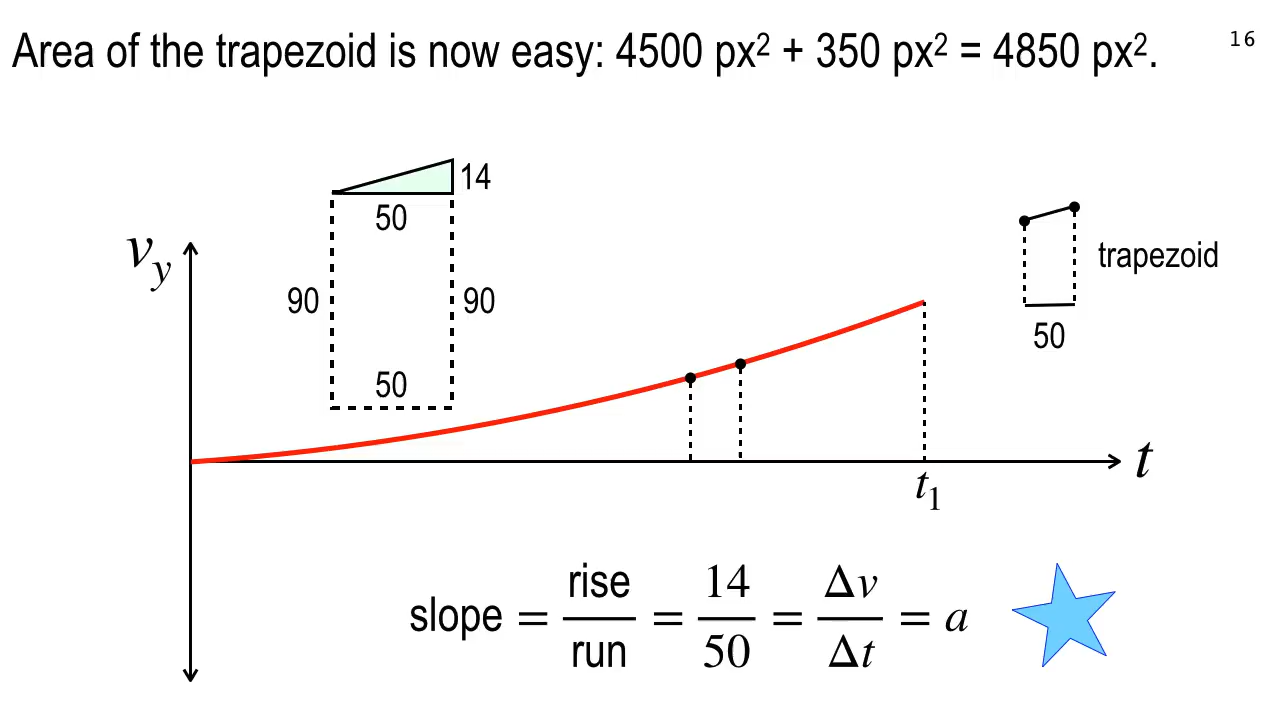 Area of the trapezoid is now easy: 4500 px² + 350 px² = 4850 px².
16
14
50
v_y
90
90
50
trapezoid
50
t
t₁
slope = rise/run = 14/50 = Δv/Δt = a